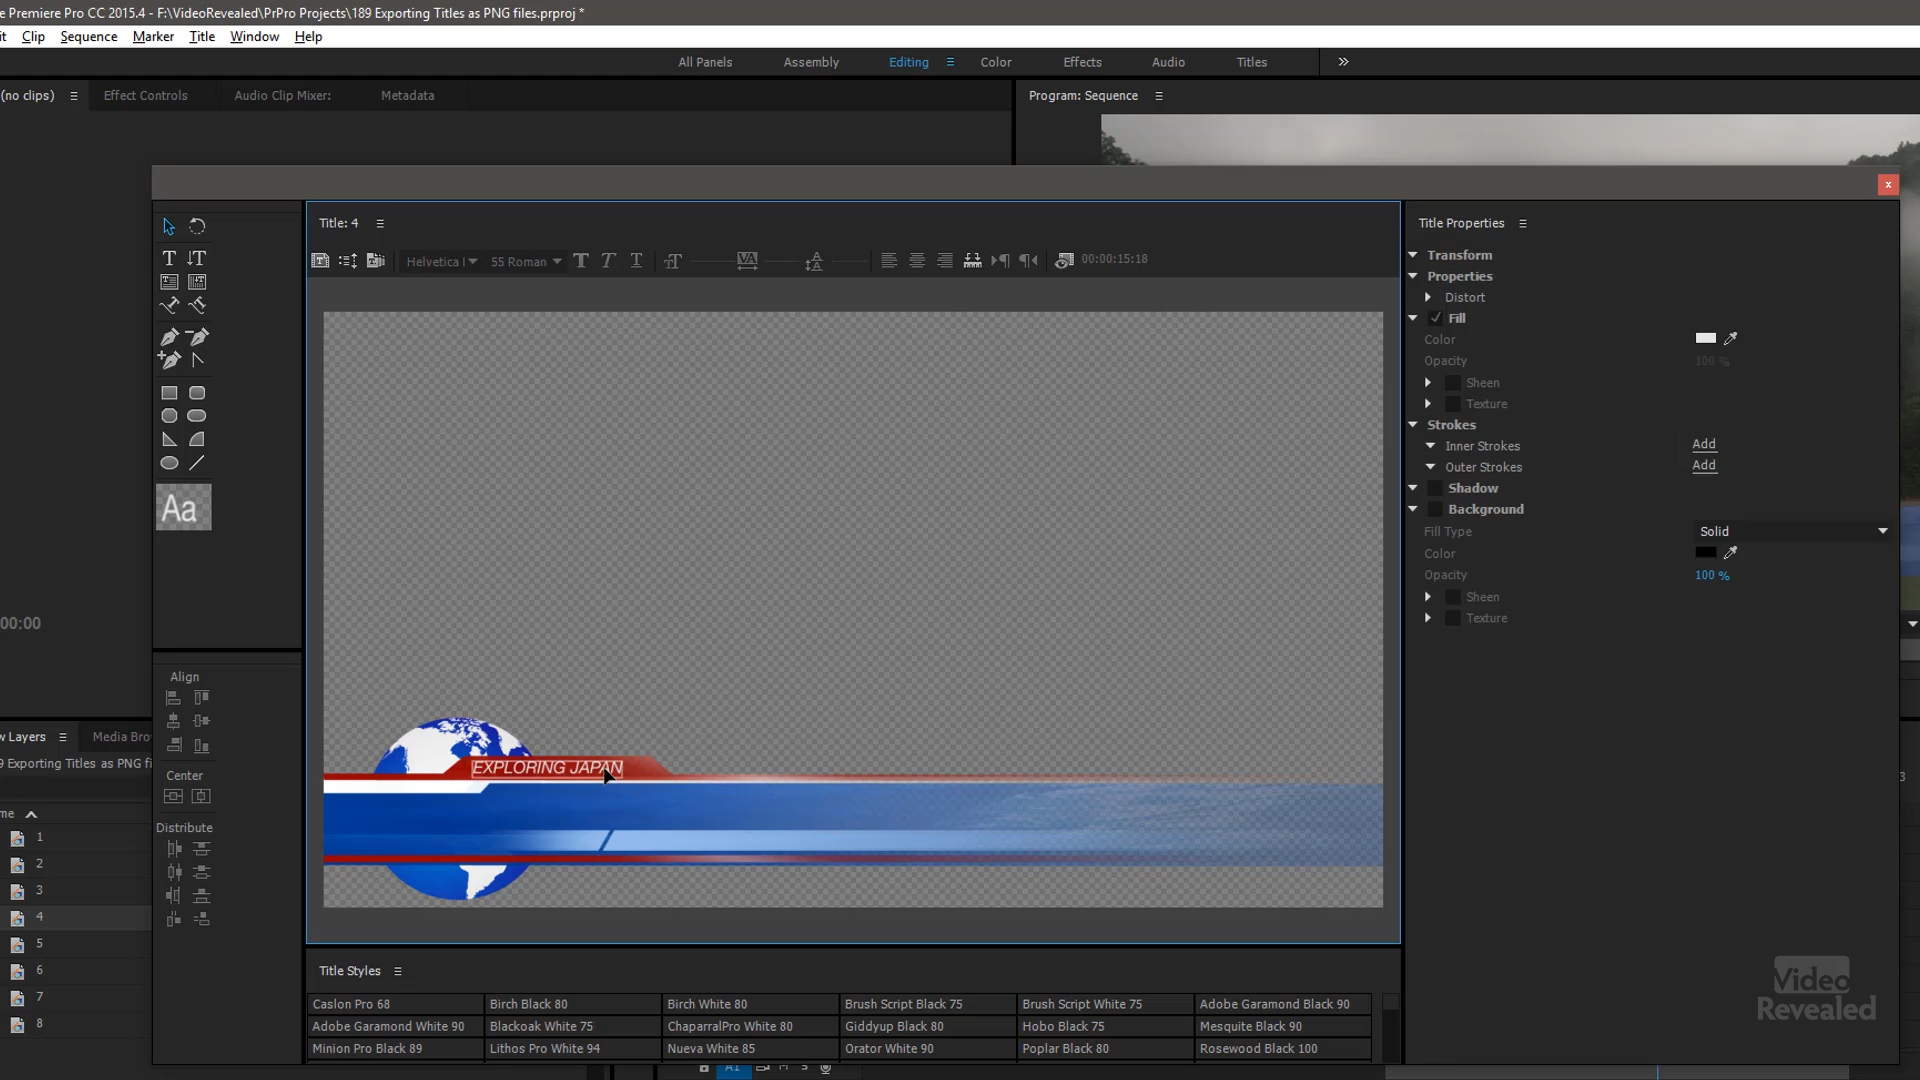 e Premiere Pro CC 2015.4 - F:\VideoRevealed\PrPro Projects\189 Exporting Titles as PNG files.prproj *
it Clip Sequence Marker Title Window Help
All Panels Assembly Editing Color Effects Audio Titles
(no clips) Effect Controls Audio Clip Mixer: Metadata Program: Sequence
Title: 4
Helvetica 55 Roman T T T VA 00:00:15:18
Title Properties
Transform
Properties
Distort
Fill
Color
Opacity 100 %
Sheen
Texture
Strokes
Inner Strokes Add
Outer Strokes Add
Shadow
Background
Fill Type Solid
Color
Opacity 100 %
Sheen
Texture
T T
Aa
00:00
Align
Center
Distribute
EXPLORING JAPAN
w Layers Media Bro
9 Exporting Titles as PNG fi
me
1
2
3
4
5
6
7
8
Title Styles
Caslon Pro 68 Birch Black 80 Birch White 80 Brush Script Black 75 Brush Script White 75 Adobe Garamond Black 90
Adobe Garamond White 90 Blackoak White 75 ChaparralPro White 80 Giddyup Black 80 Hobo Black 75 Mesquite Black 90
Minion Pro Black 89 Lithos Pro White 94 Nueva White 85 Orator White 90 Poplar Black 80 Rosewood Black 100
A1 M S
Video
Revealed